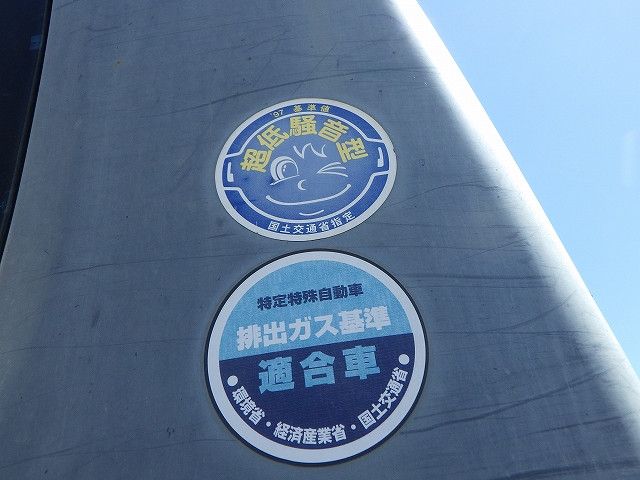 '97 基準値
超低騒音型
国土交通省指定
特定特殊自動車
排出ガス基準
適合車
● 環境省・経済産業省・国土交通省 ●